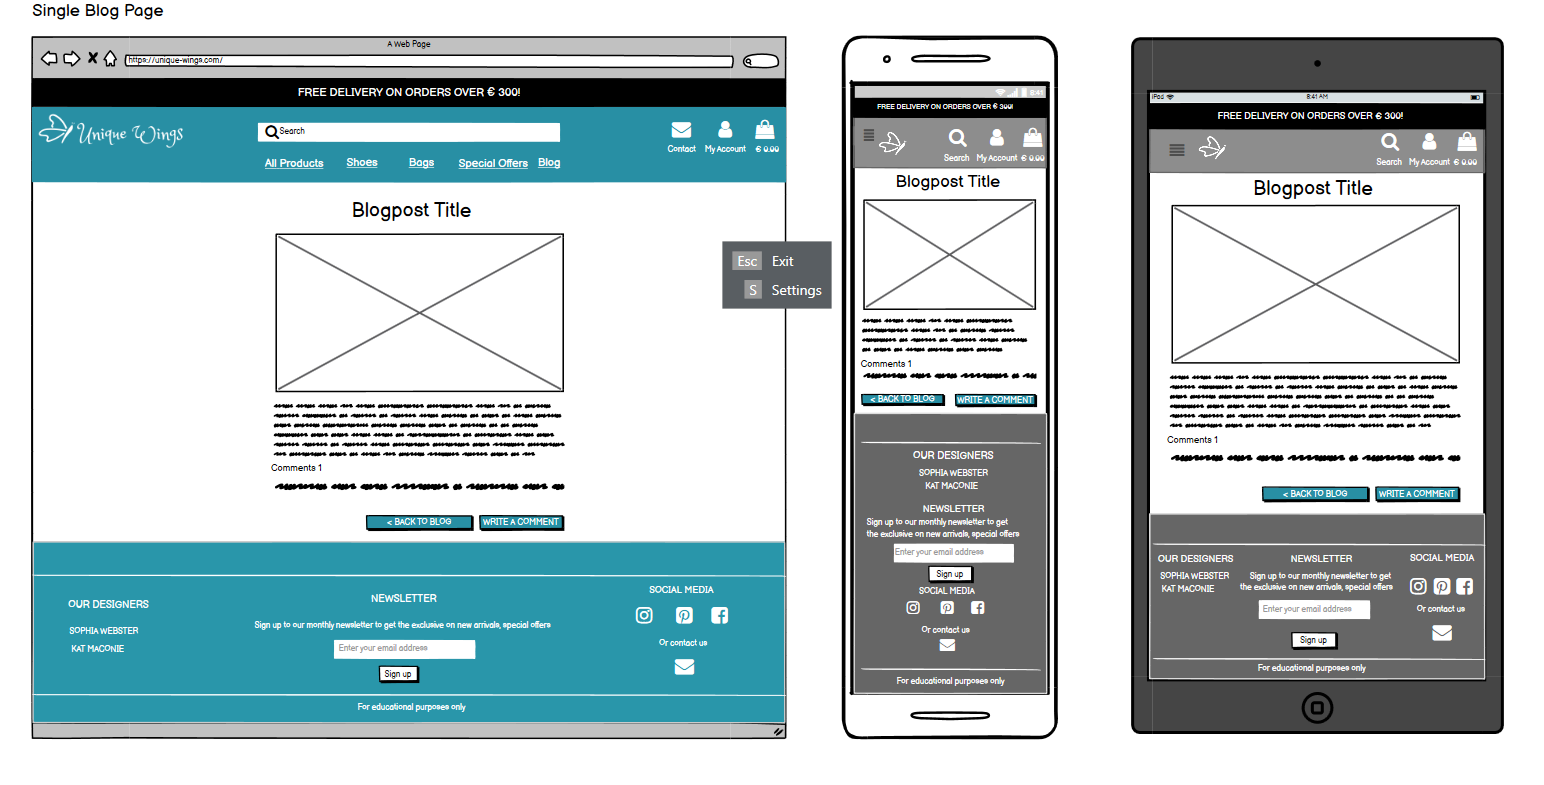 Single Blog Page
A Web Page
https://unique-wings.com/
FREE DELIVERY ON ORDERS OVER € 300!
Unique Wings
Search
Contact
My Account
€ 0.00
All Products
Shoes
Bags
Special Offers
Blog
Blogpost Title
Comments 1
< BACK TO BLOG
WRITE A COMMENT
OUR DESIGNERS
SOPHIA WEBSTER
KAT MACONIE
NEWSLETTER
Sign up to our monthly newsletter to get the exclusive on new arrivals, special offers
Enter your email address
Sign up
SOCIAL MEDIA
Or contact us
For educational purposes only
Esc Exit
S Settings
8:41
FREE DELIVERY ON ORDERS OVER € 300!
Search
My Account
€ 0.00
Blogpost Title
Comments 1
< BACK TO BLOG
WRITE A COMMENT
OUR DESIGNERS
SOPHIA WEBSTER
KAT MACONIE
NEWSLETTER
Sign up to our monthly newsletter to get
the exclusive on new arrivals, special offers
Enter your email address
Sign up
SOCIAL MEDIA
Or contact us
For educational purposes only
iPad
8:41 AM
FREE DELIVERY ON ORDERS OVER € 300!
Search
My Account
€ 0.00
Blogpost Title
Comments 1
< BACK TO BLOG
WRITE A COMMENT
OUR DESIGNERS
SOPHIA WEBSTER
KAT MACONIE
NEWSLETTER
Sign up to our monthly newsletter to get
the exclusive on new arrivals, special offers
Enter your email address
Sign up
SOCIAL MEDIA
Or contact us
For educational purposes only